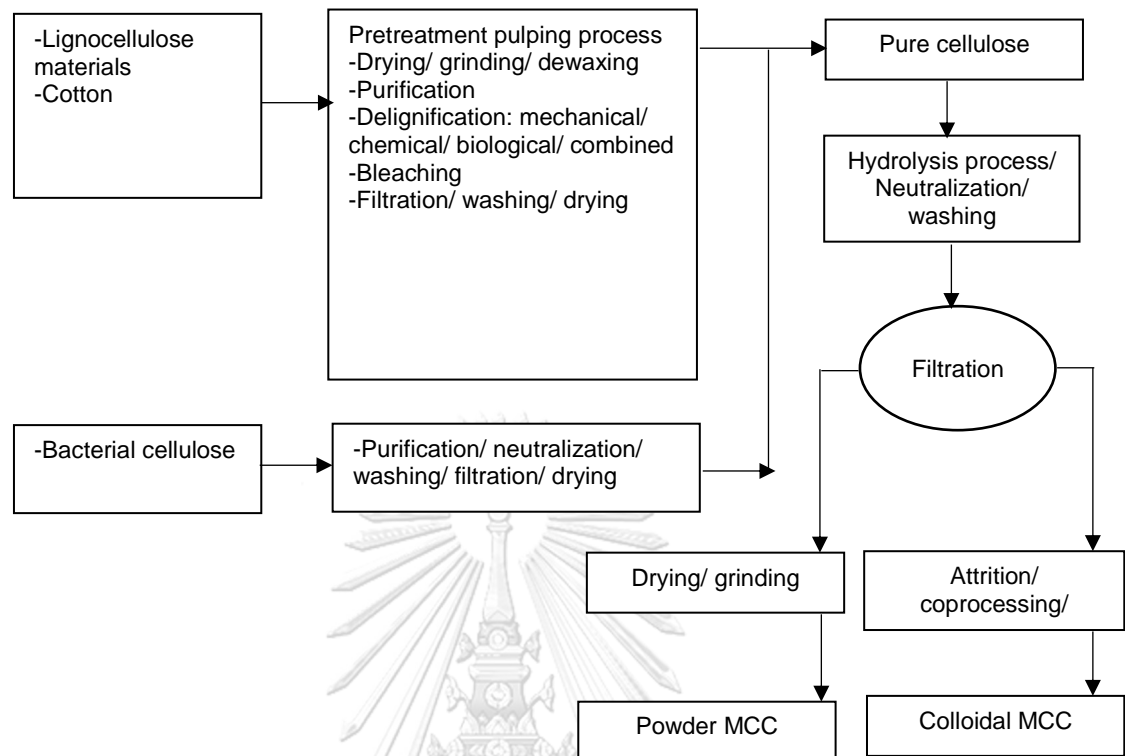 -Lignocellulose
materials
-Cotton
Pretreatment pulping process
-Drying/ grinding/ dewaxing
-Purification
-Delignification: mechanical/
chemical/ biological/ combined
-Bleaching
-Filtration/ washing/ drying
Pure cellulose
Hydrolysis process/
Neutralization/
washing
Filtration
-Bacterial cellulose
-Purification/ neutralization/
washing/ filtration/ drying
Drying/ grinding
Attrition/
coprocessing/
Powder MCC
Colloidal MCC